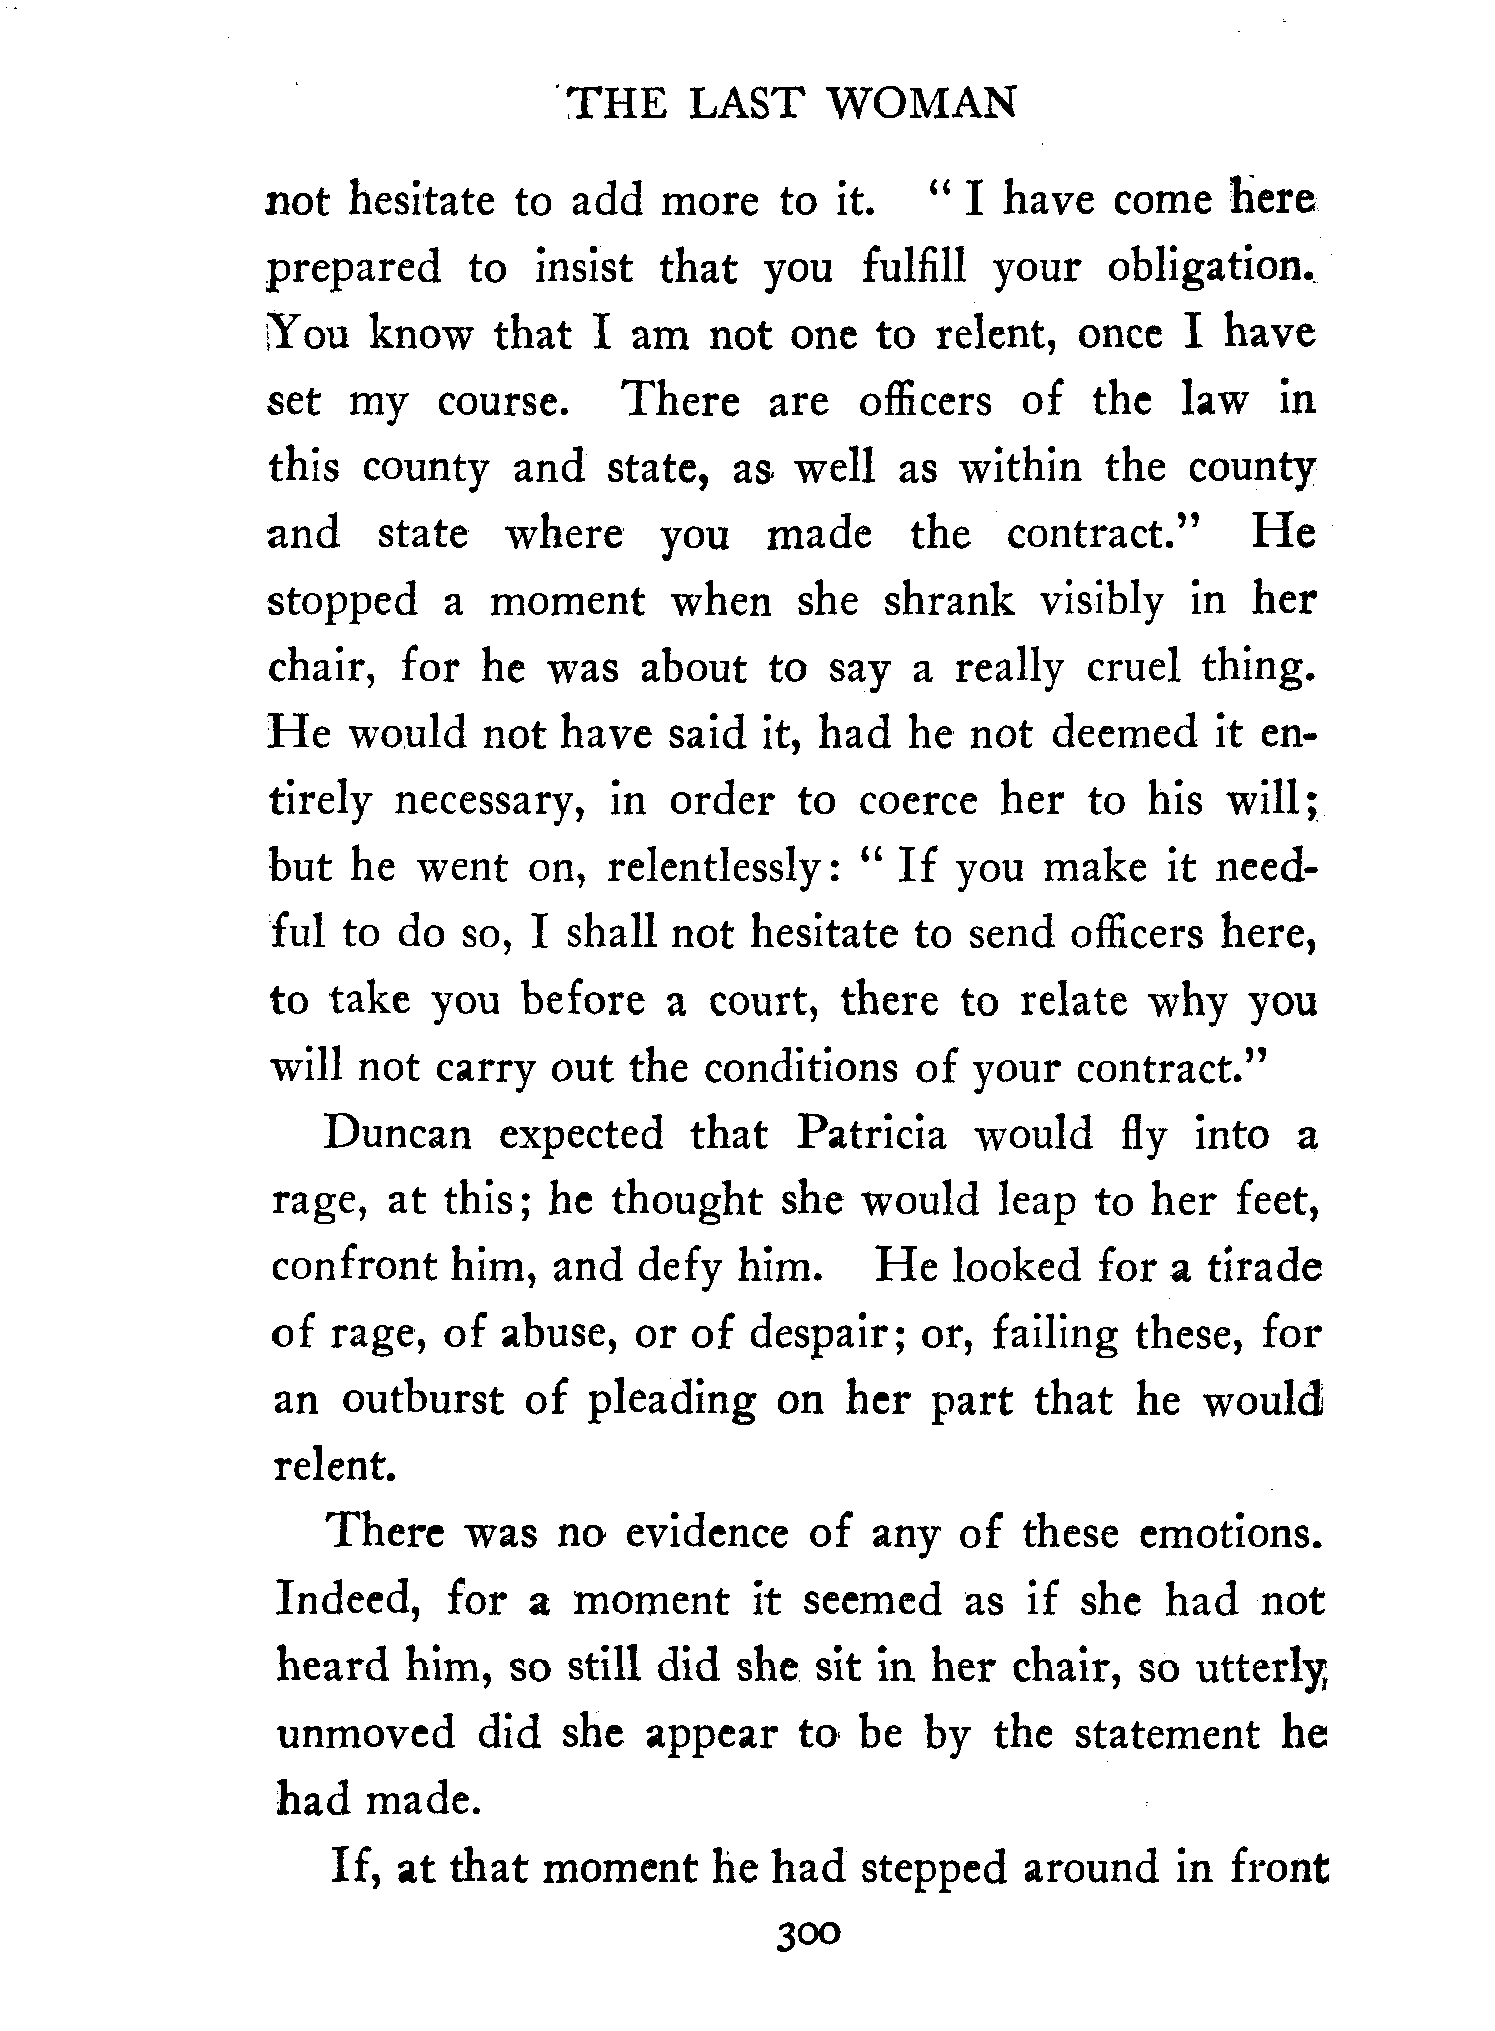 THE LAST WOMAN
not hesitate to add more to it. " I have come here
prepared to insist that you fulfill your obligation.
You know that I am not one to relent, once I have
set my course. There are officers of the law in
this county and state, as well as within the county
and state where you made the contract." He
stopped a moment when she shrank visibly in her
chair, for he was about to say a really cruel thing.
He would not have said it, had he not deemed it en-
tirely necessary, in order to coerce her to his will;
but he went on, relentlessly: " If you make it need-
ful to do so, I shall not hesitate to send officers here,
to take you before a court, there to relate why you
will not carry out the conditions of your contract."
Duncan expected that Patricia would fly into a
rage, at this; he thought she would leap to her feet,
confront him, and defy him. He looked for a tirade
of rage, of abuse, or of despair; or, failing these, for
an outburst of pleading on her part that he would
relent.
There was no evidence of any of these emotions.
Indeed, for a moment it seemed as if she had not
heard him, so still did she sit in her chair, so utterly
unmoved did she appear to be by the statement he
had made.
If, at that moment he had stepped around in front
300